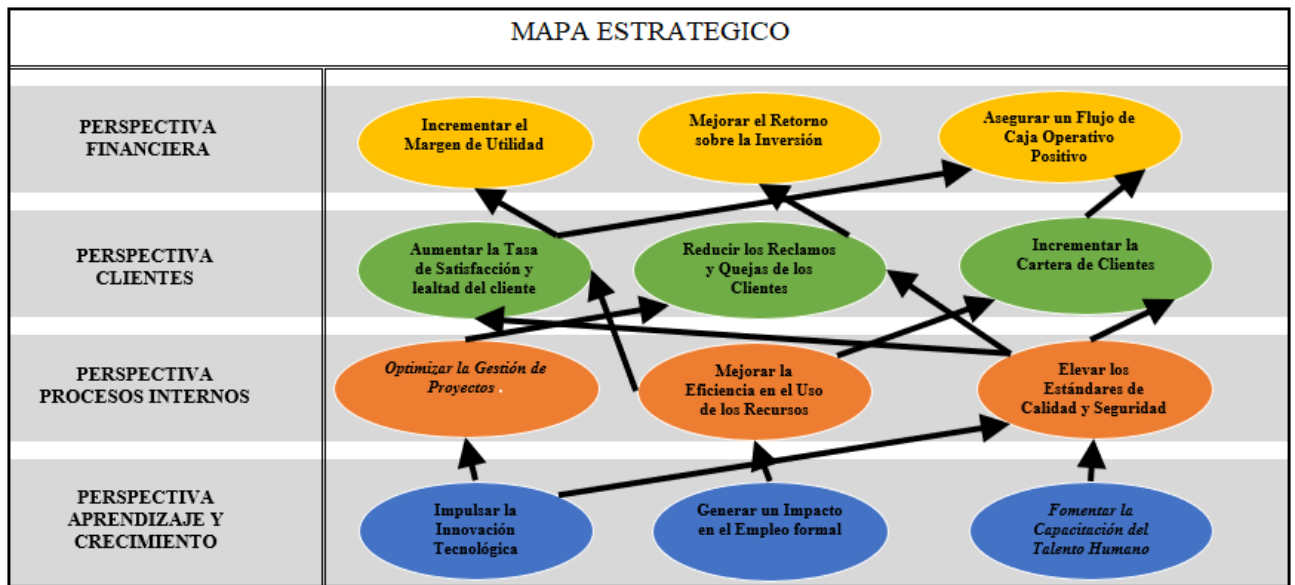 MAPA ESTRATEGICO
PERSPECTIVA
FINANCIERA
Incrementar el
Margen de Utilidad
Mejorar el Retorno
sobre la Inversión
Asegurar un Flujo de
Caja Operativo
Positivo
PERSPECTIVA
CLIENTES
Aumentar la Tasa
de Satisfacción y
lealtad del cliente
Reducir los Reclamos
y Quejas de los
Clientes
Incrementar la
Cartera de Clientes
PERSPECTIVA
PROCESOS INTERNOS
Optimizar la Gestión de
Proyectos .
Mejorar la
Eficiencia en el Uso
de los Recursos
Elevar los
Estándares de
Calidad y Seguridad
PERSPECTIVA
APRENDIZAJE Y
CRECIMIENTO
Impulsar la
Innovación
Tecnológica
Generar un Impacto
en el Empleo formal
Fomentar la
Capacitación del
Talento Humano